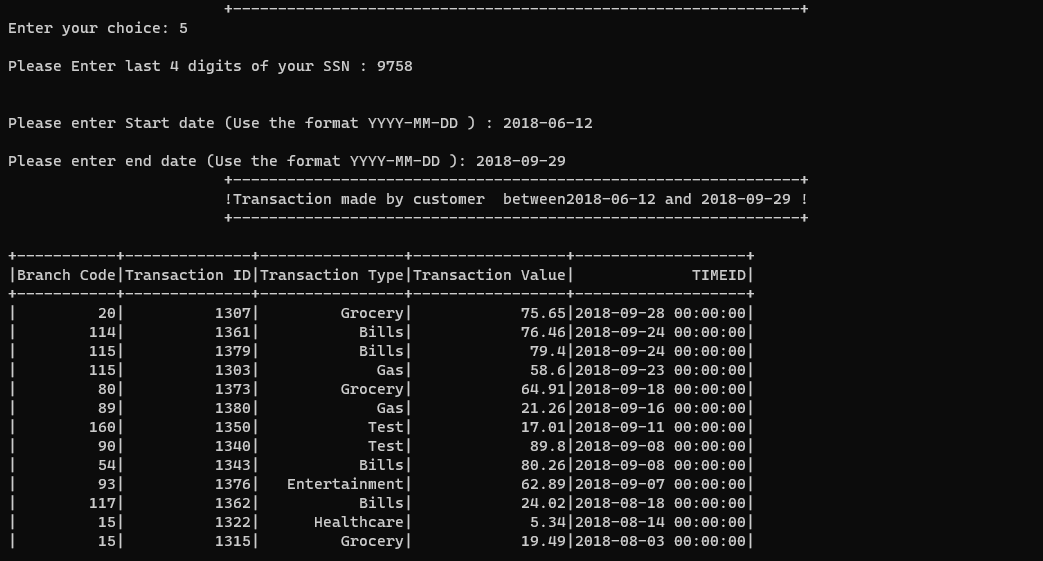 +---------------------------------------------------------------+
Enter your choice: 5
Please Enter last 4 digits of your SSN : 9758
Please enter Start date (Use the format YYYY-MM-DD ) : 2018-06-12
Please enter end date (Use the format YYYY-MM-DD ): 2018-09-29
+---------------------------------------------------------------+
!Transaction made by customer  between2018-06-12 and 2018-09-29 !
+---------------------------------------------------------------+
+-----------+--------------+----------------+-----------------+-------------------+
|Branch Code|Transaction ID|Transaction Type|Transaction Value|             TIMEID|
+-----------+--------------+----------------+-----------------+-------------------+
|         20|          1307|         Grocery|            75.65|2018-09-28 00:00:00|
|        114|          1361|           Bills|            76.46|2018-09-24 00:00:00|
|        115|          1379|           Bills|             79.4|2018-09-24 00:00:00|
|        115|          1303|             Gas|             58.6|2018-09-23 00:00:00|
|         80|          1373|         Grocery|            64.91|2018-09-18 00:00:00|
|         89|          1380|             Gas|            21.26|2018-09-16 00:00:00|
|        160|          1350|            Test|            17.01|2018-09-11 00:00:00|
|         90|          1340|            Test|             89.8|2018-09-08 00:00:00|
|         54|          1343|           Bills|            80.26|2018-09-08 00:00:00|
|         93|          1376|   Entertainment|            62.89|2018-09-07 00:00:00|
|        117|          1362|           Bills|            24.02|2018-08-18 00:00:00|
|         15|          1322|      Healthcare|             5.34|2018-08-14 00:00:00|
|         15|          1315|         Grocery|            19.49|2018-08-03 00:00:00|